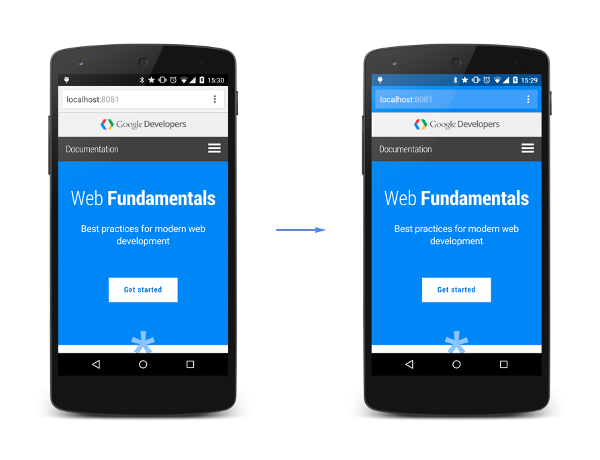 15:30
localhost:8081
Google Developers
Documentation
Web Fundamentals
Best practices for modern web
development
Get started
15:29
localhost:8081
Google Developers
Documentation
Web Fundamentals
Best practices for modern web
development
Get started